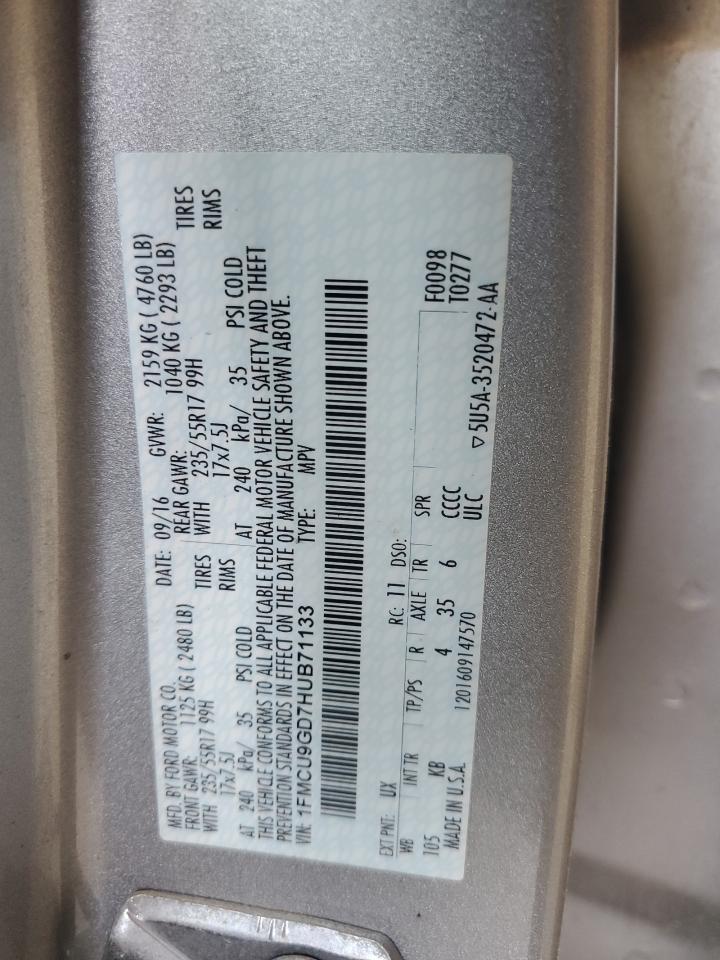 MFD. BY FORD MOTOR CO. DATE: 09/16 GVWR: 2159 KG ( 4760 LB)
FRONT GAWR: 1125 KG ( 2480 LB) REAR GAWR: 1040 KG ( 2293 LB)
WITH 235/55R17 99H TIRES WITH 235/55R17 99H TIRES
17x7.5J RIMS 17x7.5J RIMS
AT 240 kPa/ 35 PSI COLD AT 240 kPa/ 35 PSI COLD
THIS VEHICLE CONFORMS TO ALL APPLICABLE FEDERAL MOTOR VEHICLE SAFETY AND THEFT
PREVENTION STANDARDS IN EFFECT ON THE DATE OF MANUFACTURE SHOWN ABOVE.
VIN: 1FMCU9GD7HUB71133 TYPE: MPV
EXT PNT: UX RC: 11 DSO: F0098
WB INT TR TP/PS R AXLE TR SPR T0277
105 KB 4 35 6 CCCC
MADE IN U.S.A. 1201609147570 ULC ▽5U5A-3520472-AA